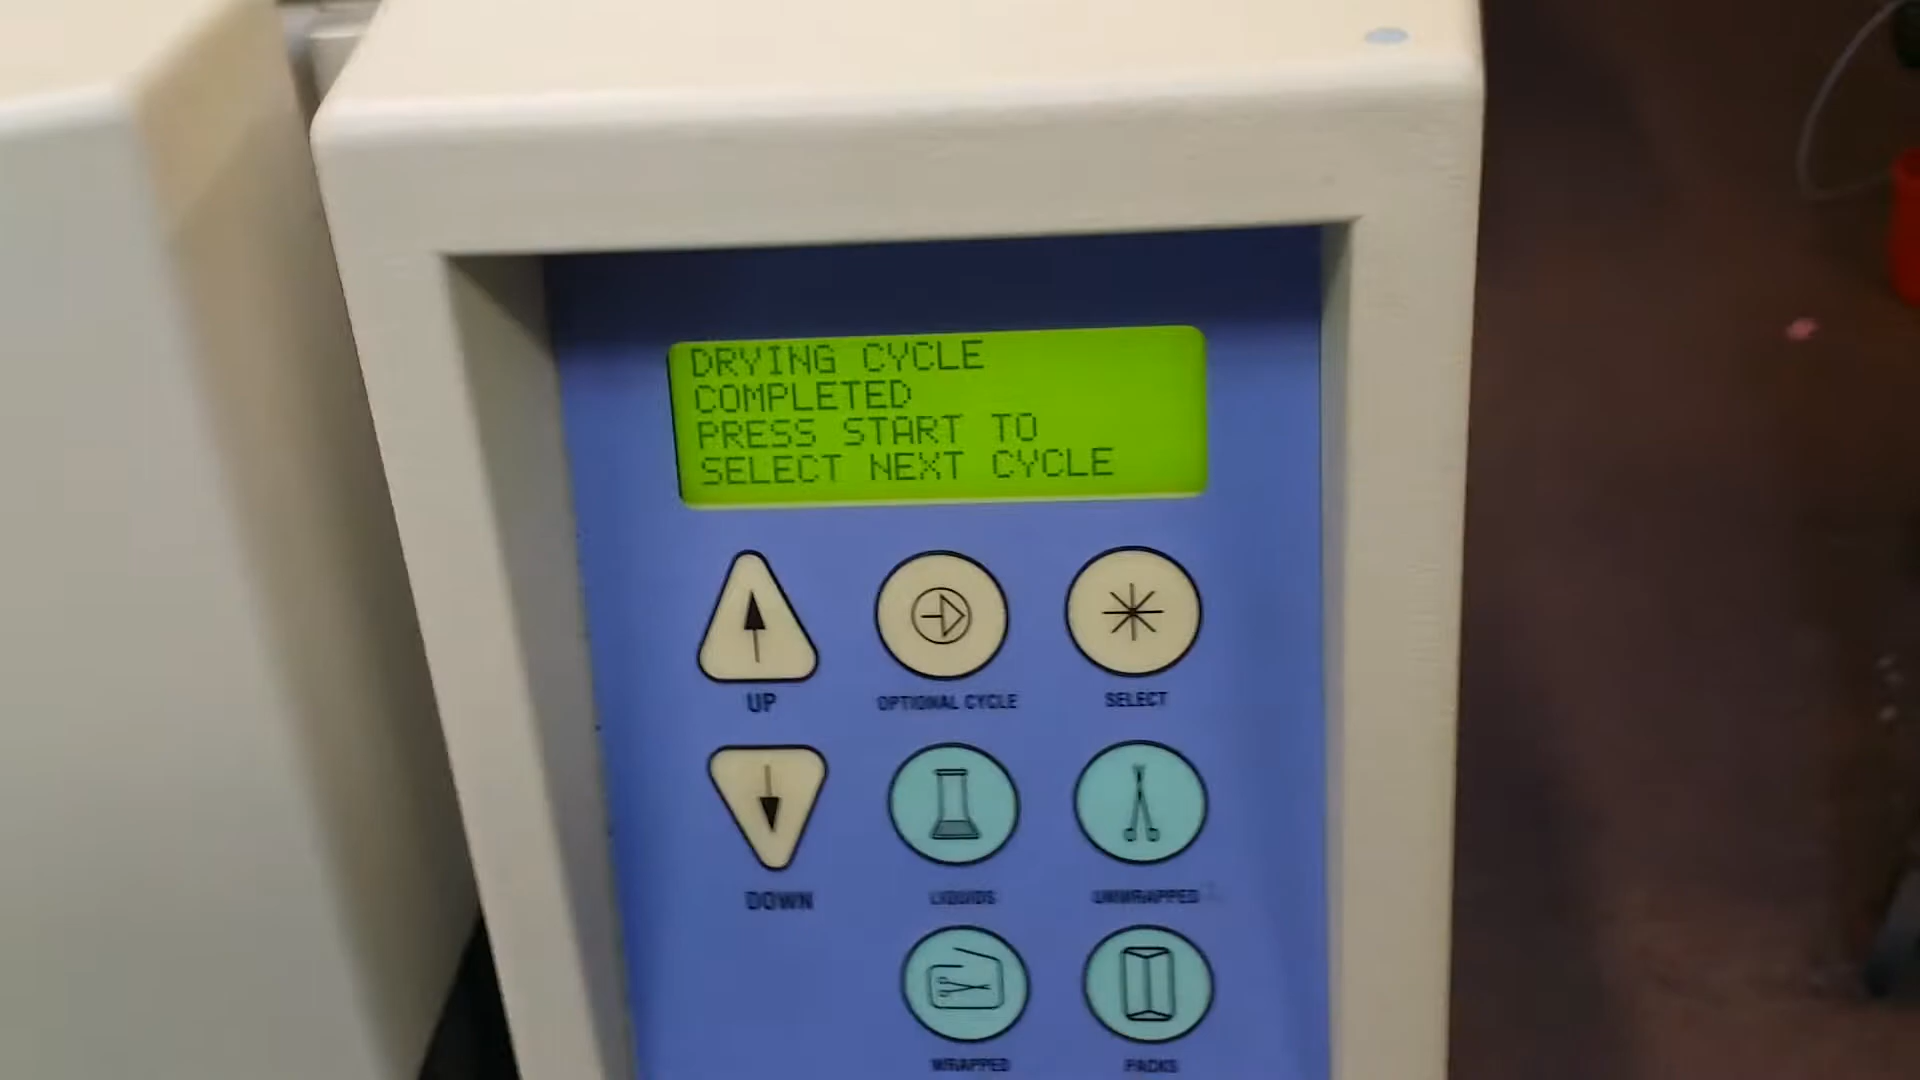 DRYING CYCLE
COMPLETED
PRESS START TO
SELECT NEXT CYCLE
UP
OPTIONAL CYCLE
SELECT
DOWN
LIQUIDS
UNWRAPPED
WRAPPED
PACKS